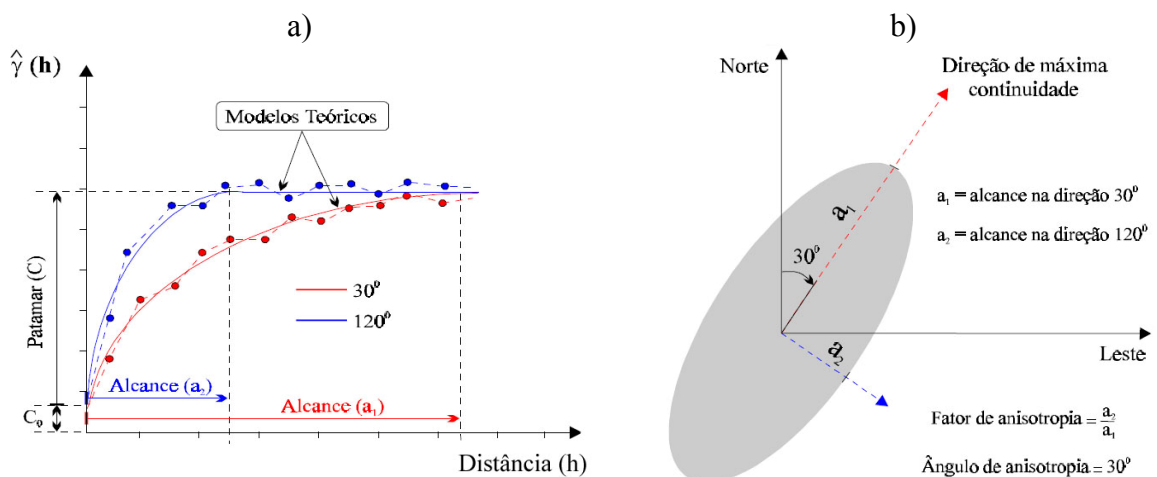 a)
γ̂ (h)
Modelos Teóricos
Patamar (C)
30⁰
120⁰
Alcance (a₂)
Alcance (a₁)
C₀
Distância (h)
b)
Norte
Direção de máxima
continuidade
a₁
a₁ = alcance na direção 30⁰
a₂ = alcance na direção 120⁰
30⁰
a₂
Leste
Fator de anisotropia = a₂/a₁
Ângulo de anisotropia = 30⁰